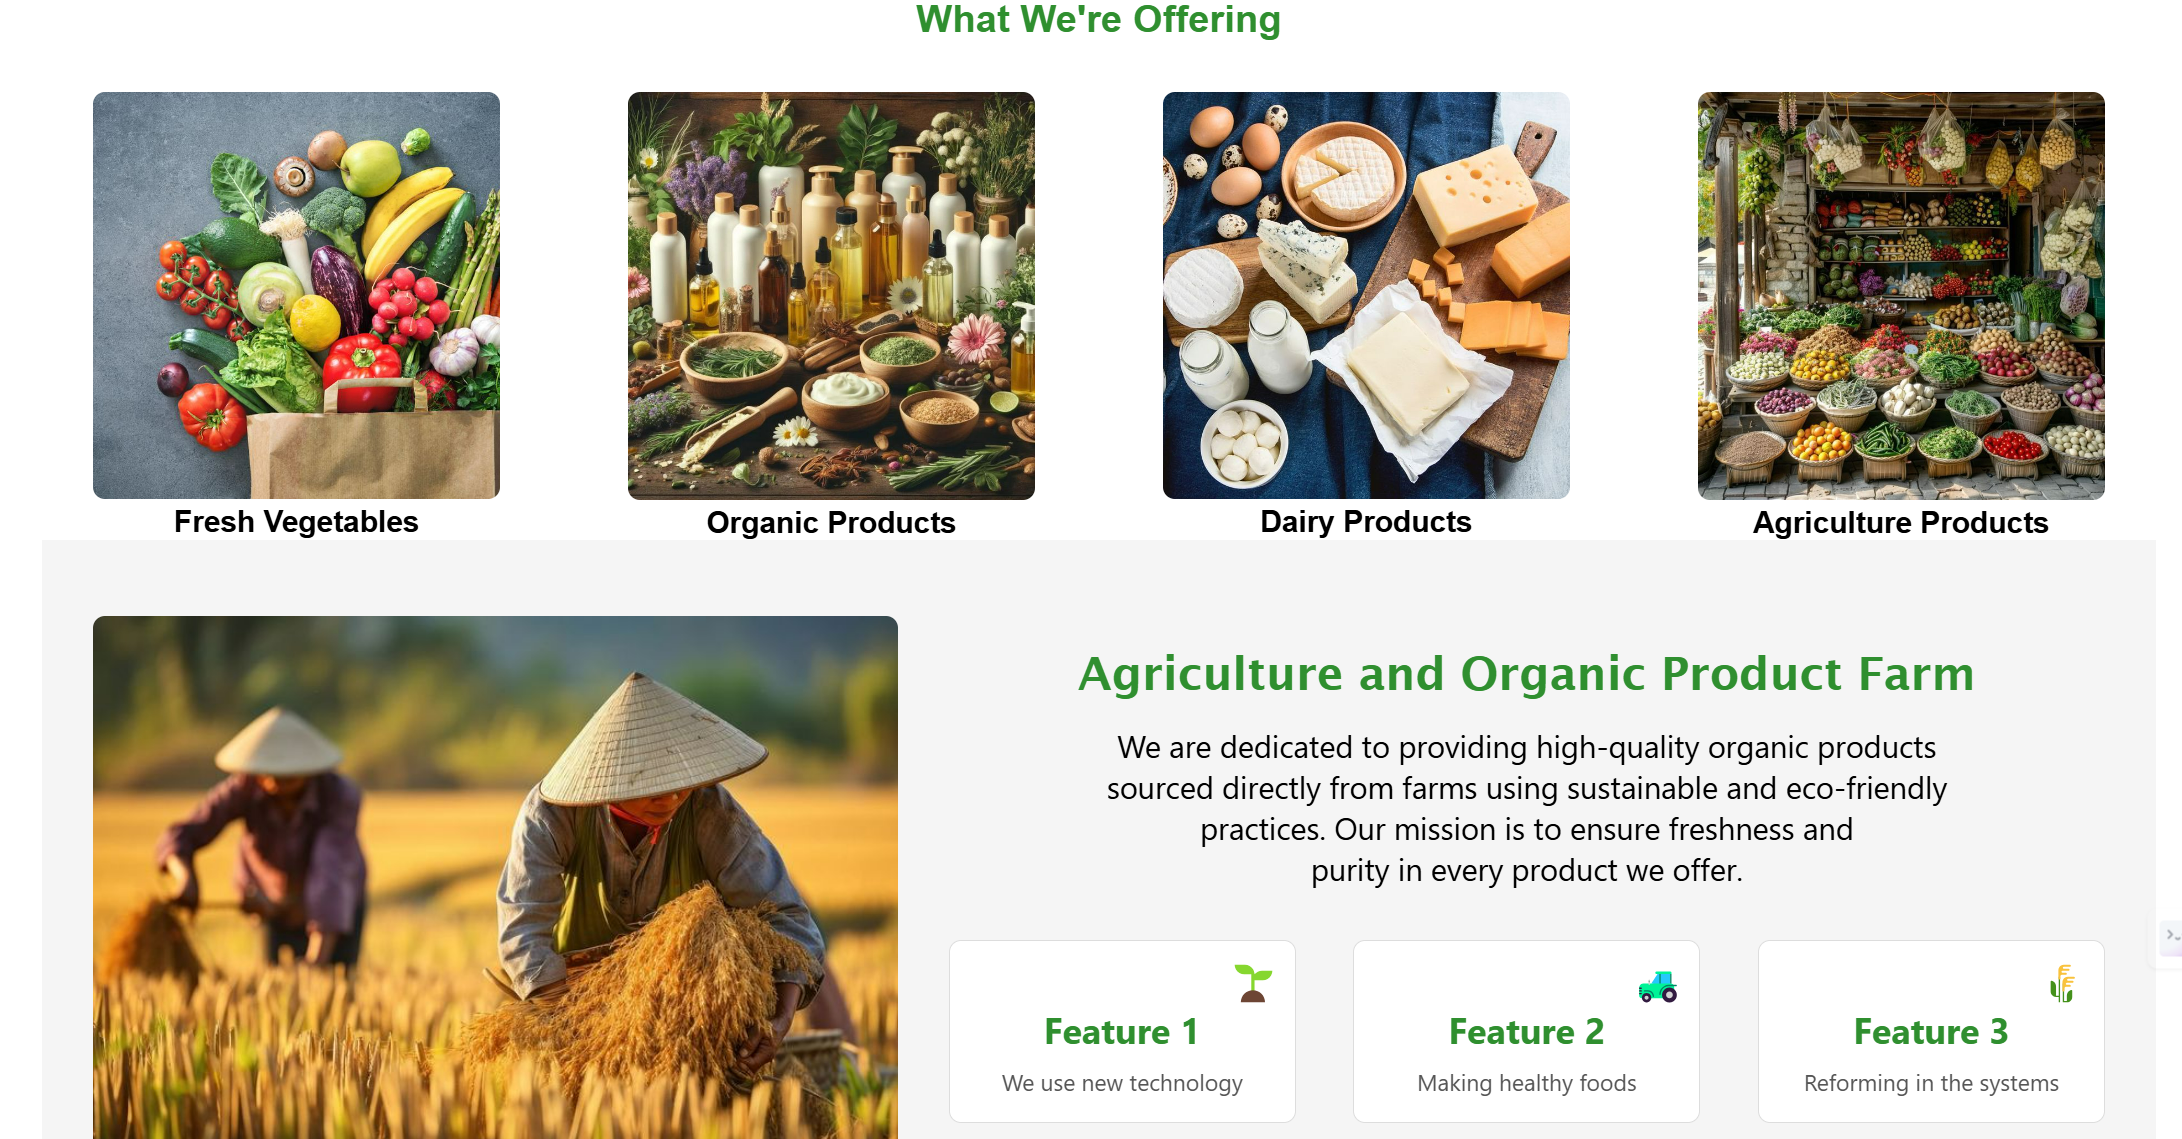 What We're Offering
Fresh Vegetables
Organic Products
Dairy Products
Agriculture Products
Agriculture and Organic Product Farm
We are dedicated to providing high-quality organic products
sourced directly from farms using sustainable and eco-friendly
practices. Our mission is to ensure freshness and
purity in every product we offer.
Feature 1
We use new technology
Feature 2
Making healthy foods
Feature 3
Reforming in the systems